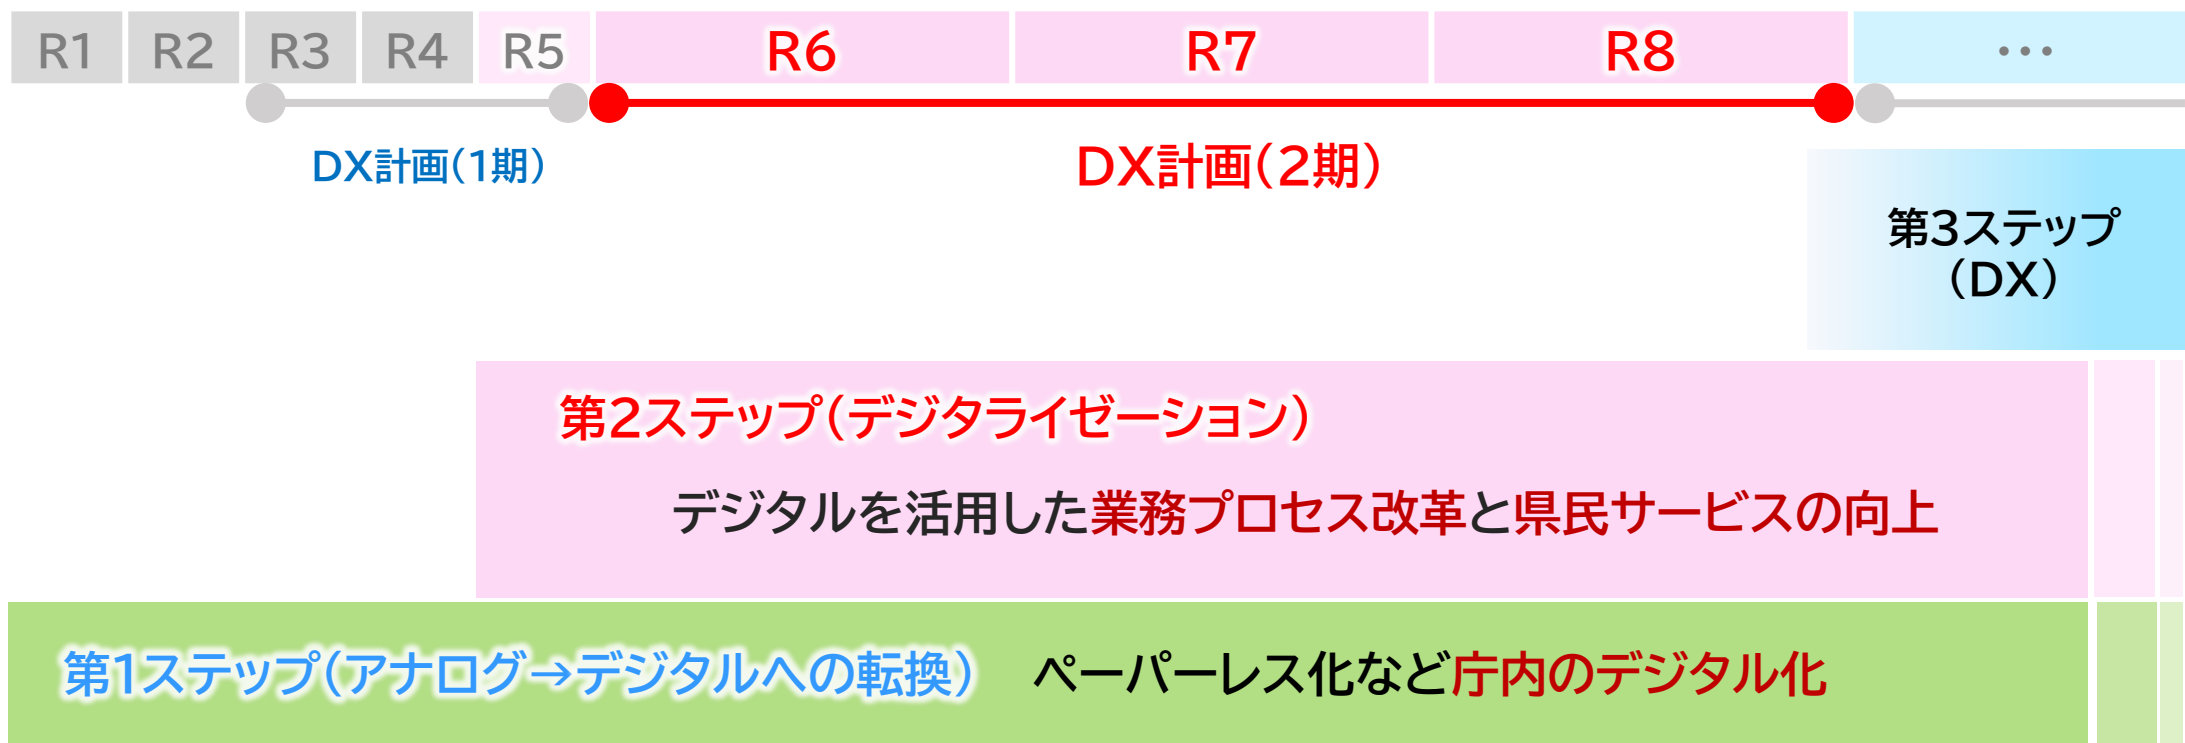 R1 R2 R3 R4 R5 R6 R7 R8 ・・・
DX計画(1期) DX計画(2期)
第3ステップ
(DX)
第2ステップ(デジタライゼーション)
デジタルを活用した業務プロセス改革と県民サービスの向上
第1ステップ(アナログ→デジタルへの転換) ペーパーレス化など庁内のデジタル化